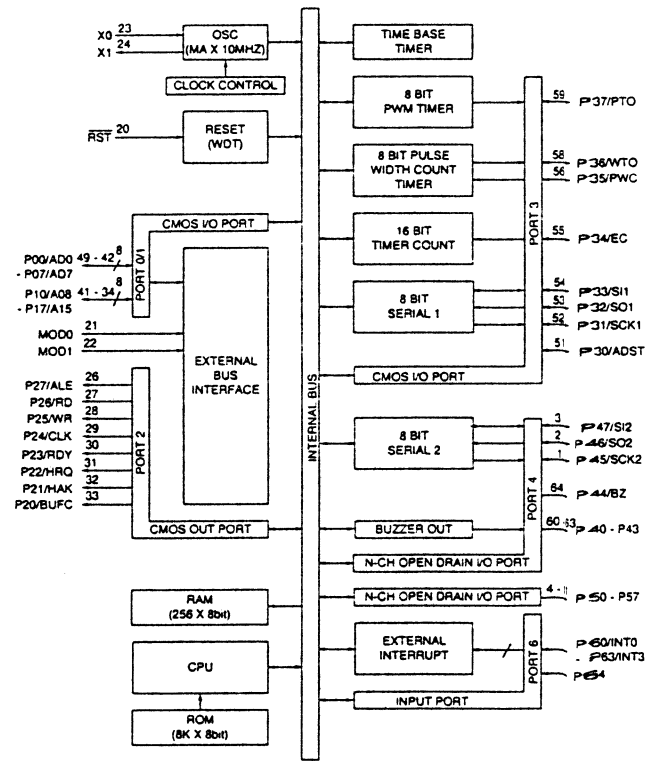 X0 23
X1 24
OSC
(MA X 10MHZ)
CLOCK CONTROL
RST 20
RESET
(WDT)
CMOS I/O PORT
PORT 0/1
P00/AD0 49 - 42 8
- P07/AD7
P10/A08 41 - 34 8
- P17/A15
MOD0 21
MOD1 22
EXTERNAL
BUS
INTERFACE
P27/ALE 26
P26/RD 27
P25/WR 28
P24/CLK 29
P23/RDY 30
P22/HRQ 31
P21/HAK 32
P20/BUFC 33
PORT 2
CMOS OUT PORT
RAM
(256 X 8bit)
CPU
ROM
(8K X 8bit)
INTERNAL BUS
TIME BASE
TIMER
8 BIT
PWM TIMER
59 P37/PTO
8 BIT PULSE
WIDTH COUNT
TIMER
58 P36/WTO
56 P35/PWC
PORT 3
16 BIT
TIMER COUNT
55 P34/EC
8 BIT
SERIAL 1
54 P33/SI1
53 P32/SO1
52 P31/SCK1
51 P30/ADST
CMOS I/O PORT
8 BIT
SERIAL 2
3 P47/SI2
2 P46/SO2
1 P45/SCK2
PORT 4
64 P44/BZ
BUZZER OUT
60 - 63 P40 - P43
N-CH OPEN DRAIN I/O PORT
N-CH OPEN DRAIN I/O PORT
P50 - P57
EXTERNAL
INTERRUPT
PORT 6
P60/INT0
- P63/INT3
P64
INPUT PORT